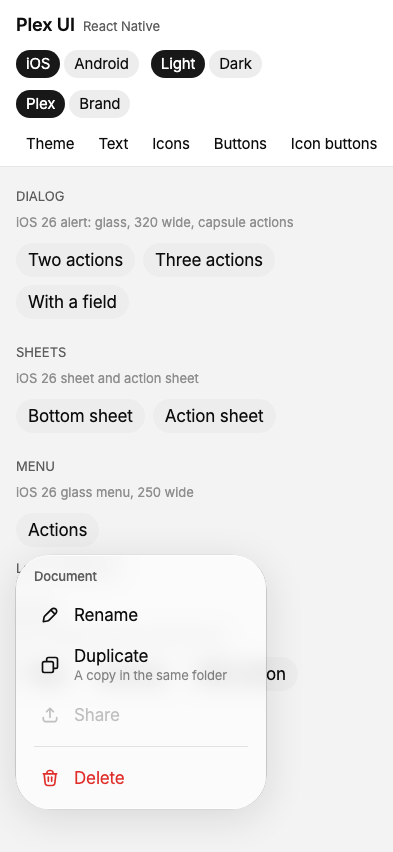 Plex UI React Native
iOS Android Light Dark
Plex Brand
Theme Text Icons Buttons Icon buttons
DIALOG
iOS 26 alert: glass, 320 wide, capsule actions
Two actions Three actions
With a field
SHEETS
iOS 26 sheet and action sheet
Bottom sheet Action sheet
MENU
iOS 26 glass menu, 250 wide
Actions
Document
Rename
Duplicate
A copy in the same folder
Share
Delete